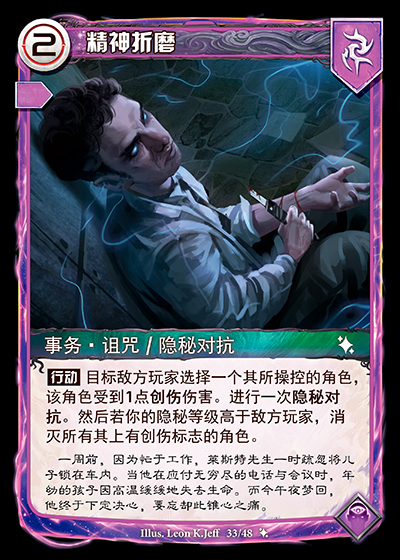 2
精神折磨
事务·诅咒 / 隐秘对抗
行动 目标敌方玩家选择一个其所操控的角色，
该角色受到1点创伤伤害。进行一次隐秘对
抗。然后若你的隐秘等级高于敌方玩家，消
灭所有其上有创伤标志的角色。
一周前，因为忙于工作，莱斯特先生一时疏忽将儿
子锁在车内。当他在应付无穷尽的电话与会议时，年
幼的孩子因高温缓缓地失去生命。而今午夜梦回，
他终于下定决心，要忘却此锥心之痛。
Illus. Leon K.Jeff 33/48